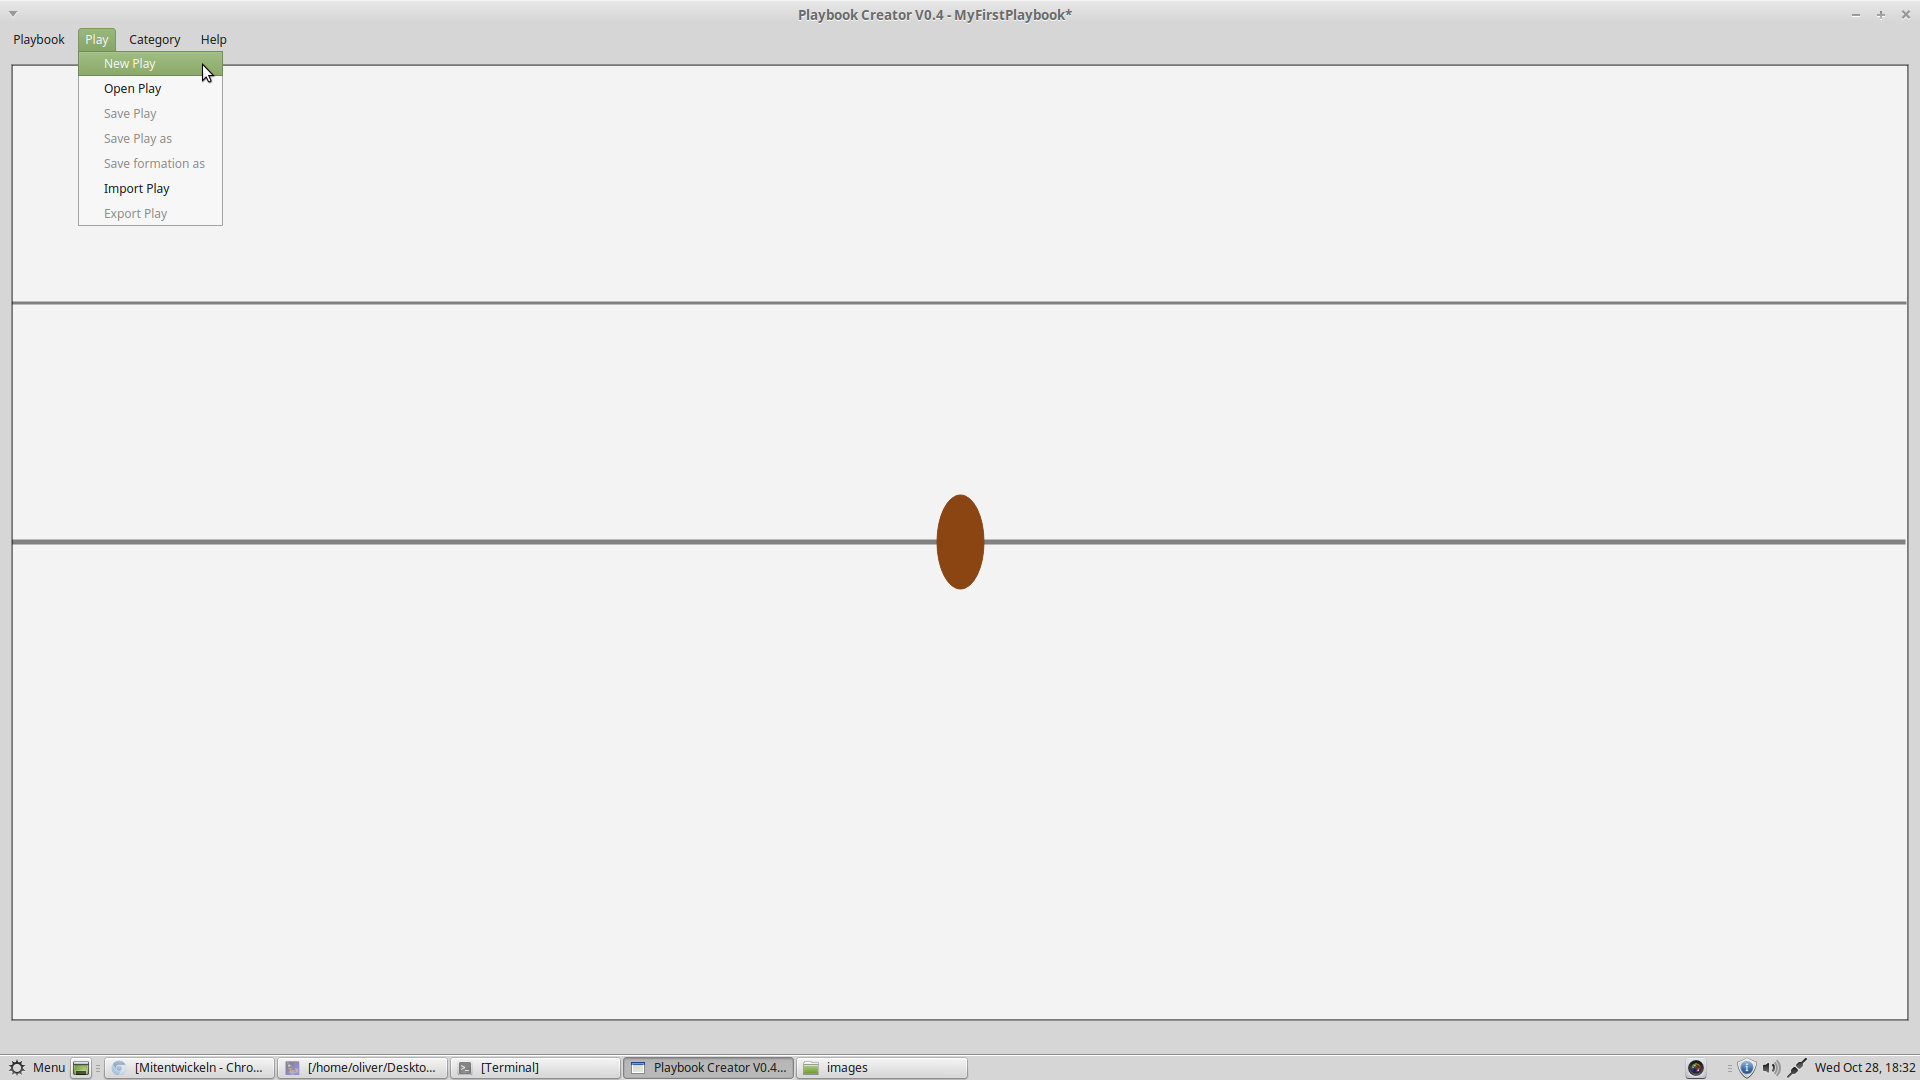 Playbook Creator V0.4 - MyFirstPlaybook*
Playbook Play Category Help
New Play
Open Play
Save Play
Save Play as
Save formation as
Import Play
Export Play
Menu [Mitentwickeln - Chro... [/home/oliver/Deskto... [Terminal] Playbook Creator V0.4... images Wed Oct 28, 18:32